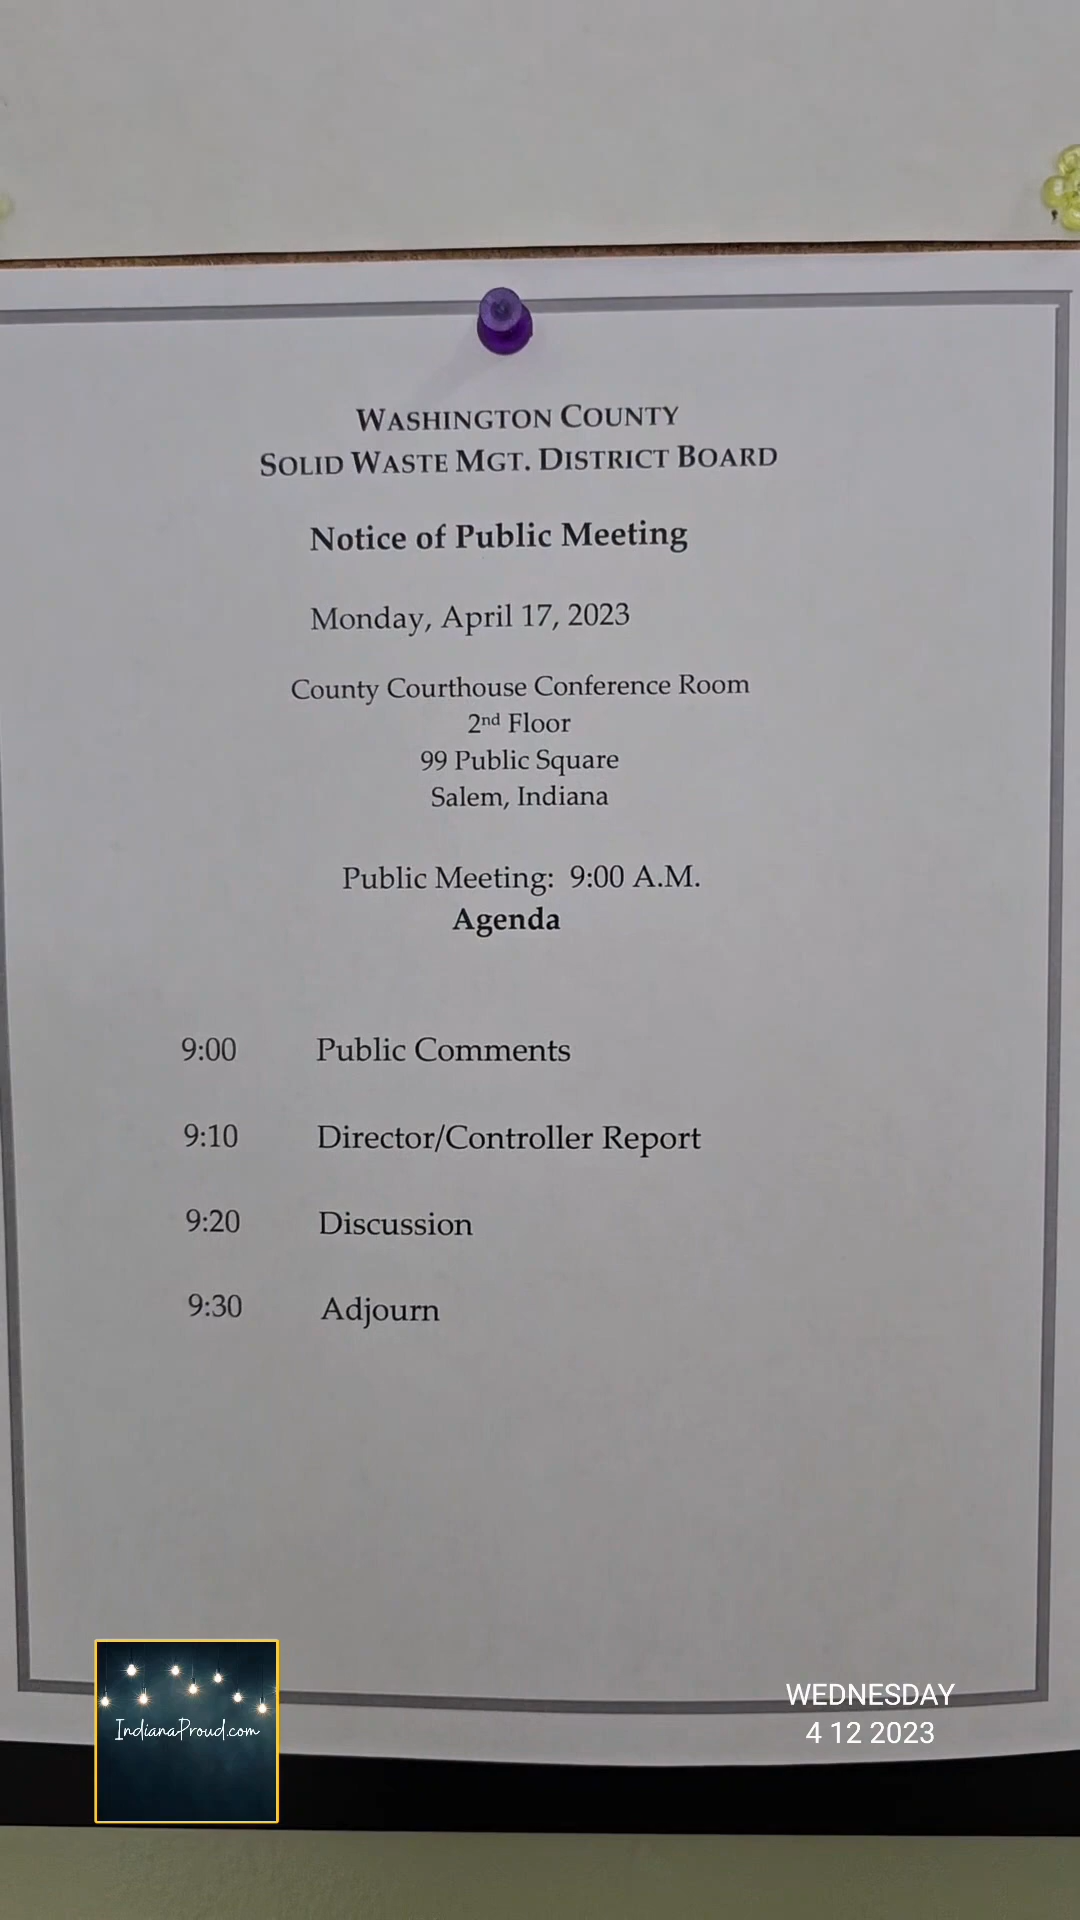 WASHINGTON COUNTY
SOLID WASTE MGT. DISTRICT BOARD
Notice of Public Meeting
Monday, April 17, 2023
County Courthouse Conference Room
2nd Floor
99 Public Square
Salem, Indiana
Public Meeting: 9:00 A.M.
Agenda
9:00 Public Comments
9:10 Director/Controller Report
9:20 Discussion
9:30 Adjourn
IndianaProud.com
WEDNESDAY
4 12 2023